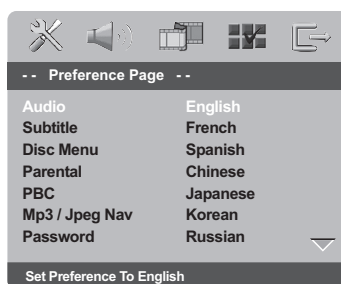 -- Preference Page --
Audio English
Subtitle French
Disc Menu Spanish
Parental Chinese
PBC Japanese
Mp3 / Jpeg Nav Korean
Password Russian
Set Preference To English